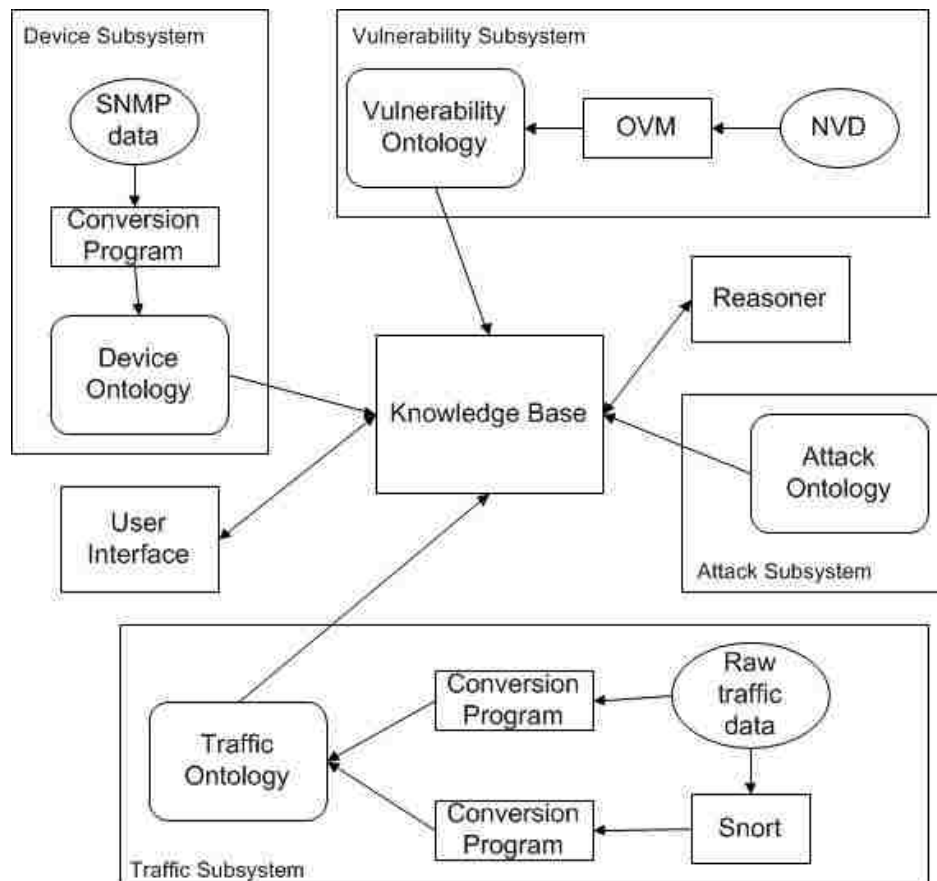 Device Subsystem
SNMP
data
Conversion
Program
Device
Ontology
Vulnerability Subsystem
Vulnerability
Ontology
OVM
NVD
Reasoner
Knowledge Base
Attack
Ontology
Attack Subsystem
User
Interface
Raw
traffic
data
Conversion
Program
Traffic
Ontology
Conversion
Program
Snort
Traffic Subsystem